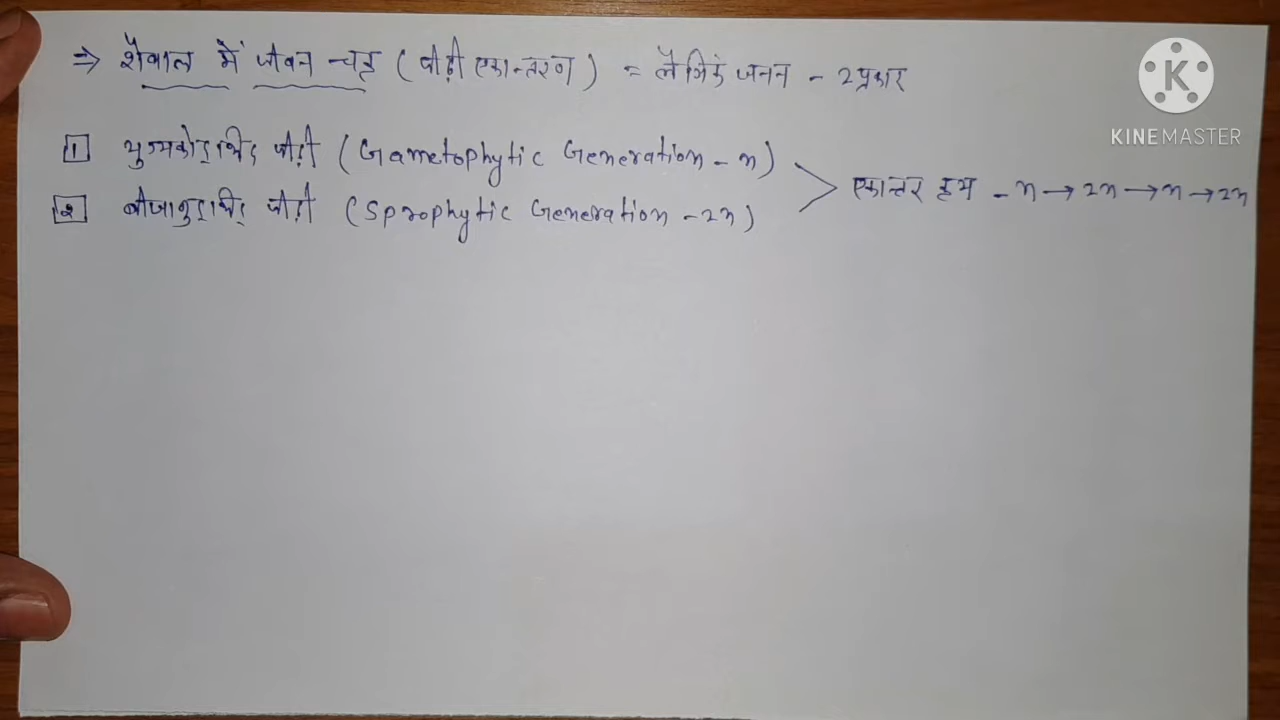 ⇒ शैवाल में जीवन चक्र (पीढ़ी एकान्तरण) = लैंगिक जनन - 2 प्रकार
1 युग्मकोद्भिद पीढ़ी (Gametophytic Generation - n)
2 बीजाणुद्भिद् पीढ़ी (Sprophytic Generation - 2n)
एकान्तर क्रम - n → 2n → n → 2n
KINEMASTER